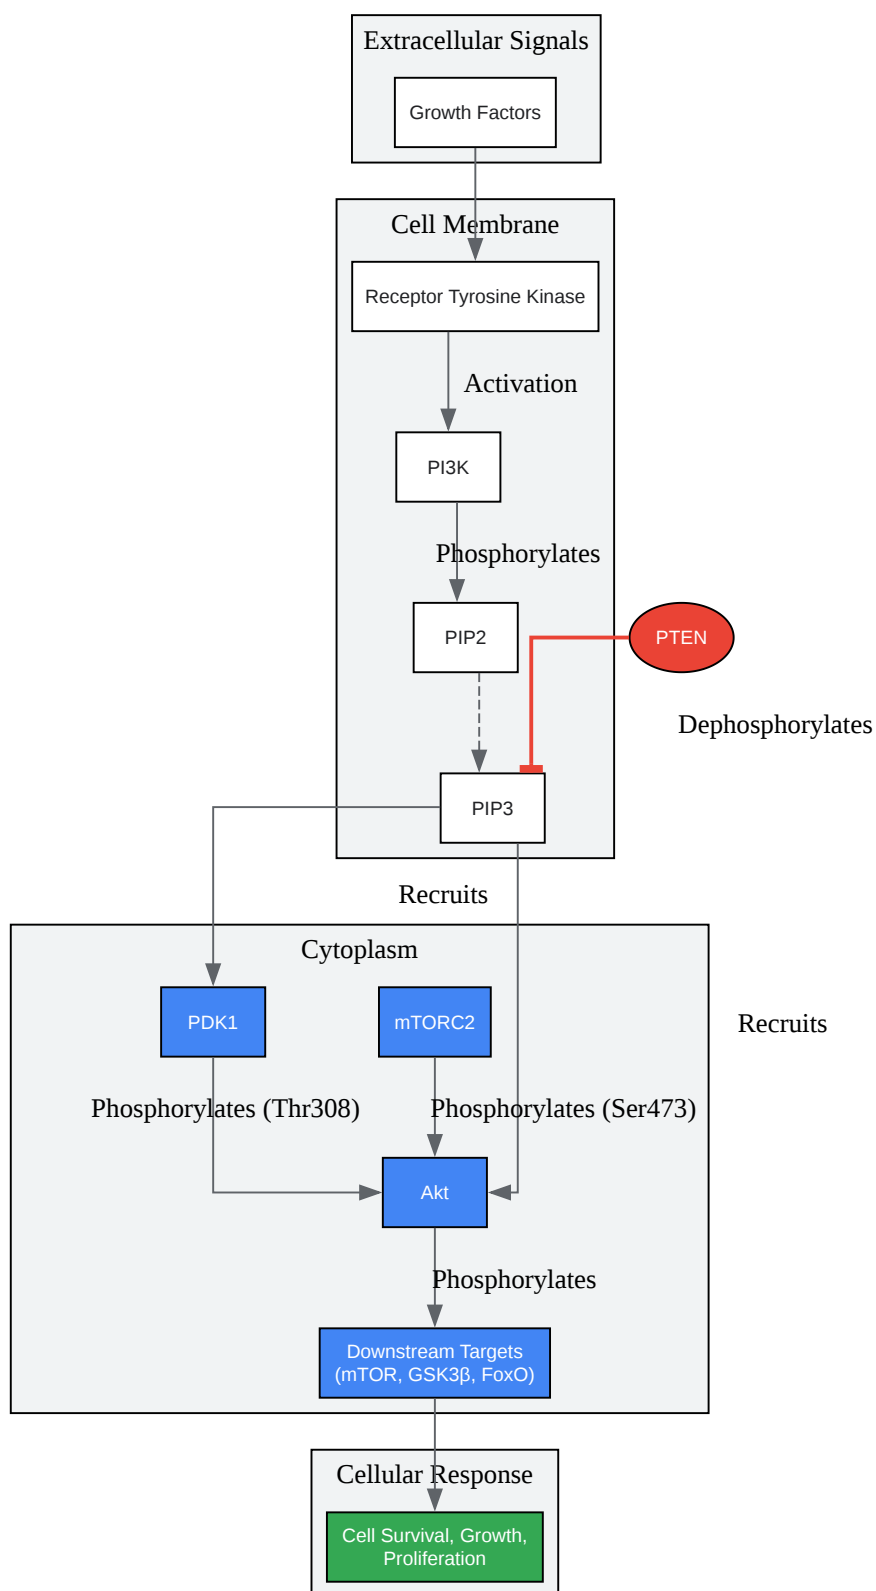 Extracellular Signals
Growth Factors
Cell Membrane
Receptor Tyrosine Kinase
Activation
PI3K
Phosphorylates
PIP2
PTEN
Dephosphorylates
PIP3
Recruits
Cytoplasm
PDK1
mTORC2
Recruits
Phosphorylates (Thr308)
Phosphorylates (Ser473)
Akt
Phosphorylates
Downstream Targets
(mTOR, GSK3β, FoxO)
Cellular Response
Cell Survival, Growth,
Proliferation